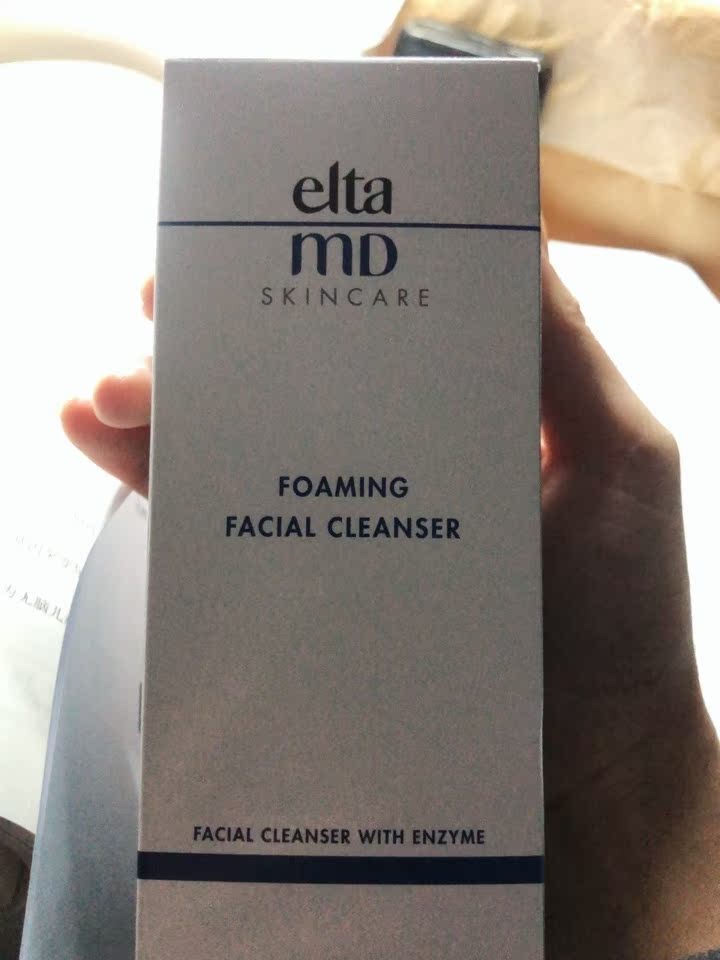 elta
MD
SKINCARE
FOAMING
FACIAL CLEANSER
FACIAL CLEANSER WITH ENZYME